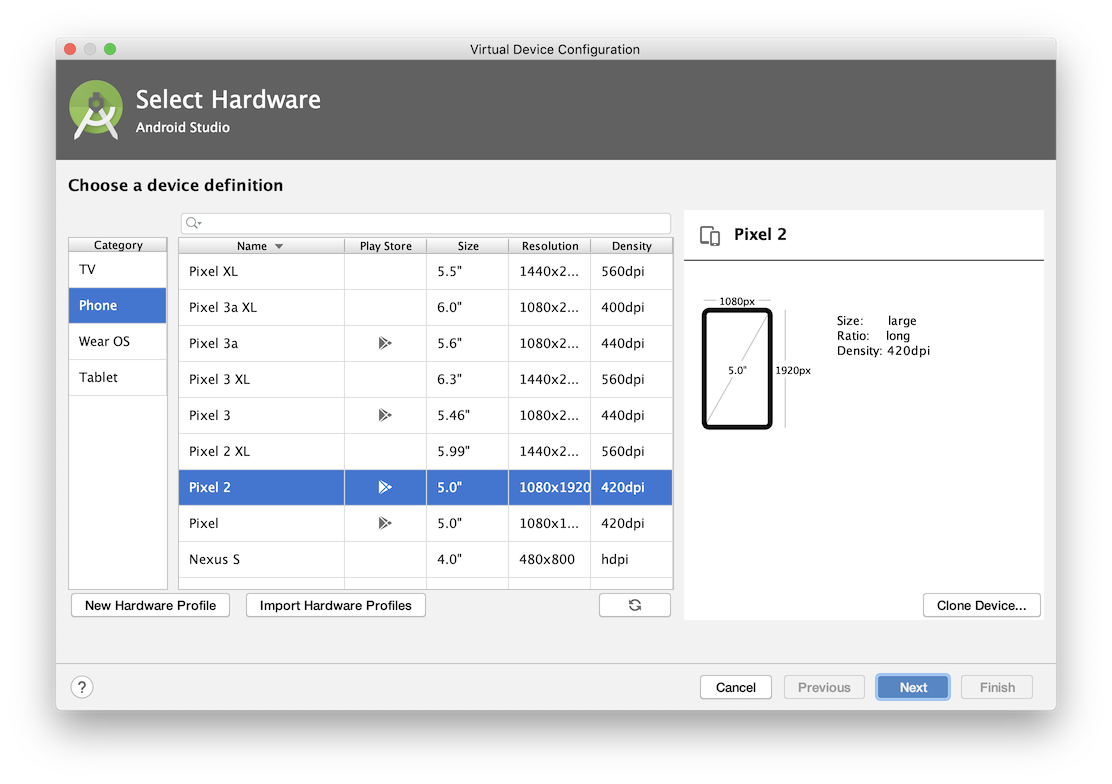 Virtual Device Configuration
Select Hardware
Android Studio
Choose a device definition
Category
TV
Phone
Wear OS
Tablet
Name Play Store Size Resolution Density
Pixel XL 5.5" 1440x2... 560dpi
Pixel 3a XL 6.0" 1080x2... 400dpi
Pixel 3a 5.6" 1080x2... 440dpi
Pixel 3 XL 6.3" 1440x2... 560dpi
Pixel 3 5.46" 1080x2... 440dpi
Pixel 2 XL 5.99" 1440x2... 560dpi
Pixel 2 5.0" 1080x1920 420dpi
Pixel 5.0" 1080x1... 420dpi
Nexus S 4.0" 480x800 hdpi
New Hardware Profile Import Hardware Profiles
Pixel 2
1080px
5.0"
1920px
Size: large
Ratio: long
Density: 420dpi
Clone Device...
? Cancel Previous Next Finish